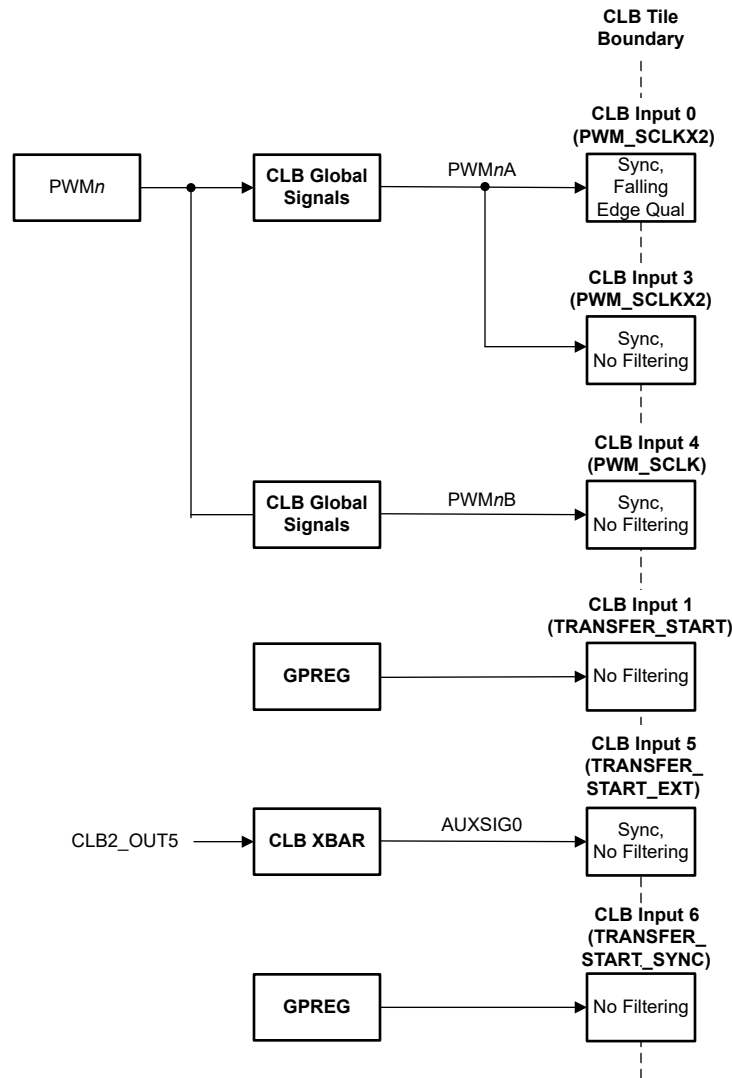 CLB Tile
Boundary
CLB Input 0
(PWM_SCLKX2)
PWMn
CLB Global
Signals
PWMnA
Sync,
Falling
Edge Qual
CLB Input 3
(PWM_SCLKX2)
Sync,
No Filtering
CLB Input 4
(PWM_SCLK)
CLB Global
Signals
PWMnB
Sync,
No Filtering
CLB Input 1
(TRANSFER_START)
GPREG
No Filtering
CLB Input 5
(TRANSFER_
START_EXT)
CLB2_OUT5
CLB XBAR
AUXSIG0
Sync,
No Filtering
CLB Input 6
(TRANSFER_
START_SYNC)
GPREG
No Filtering